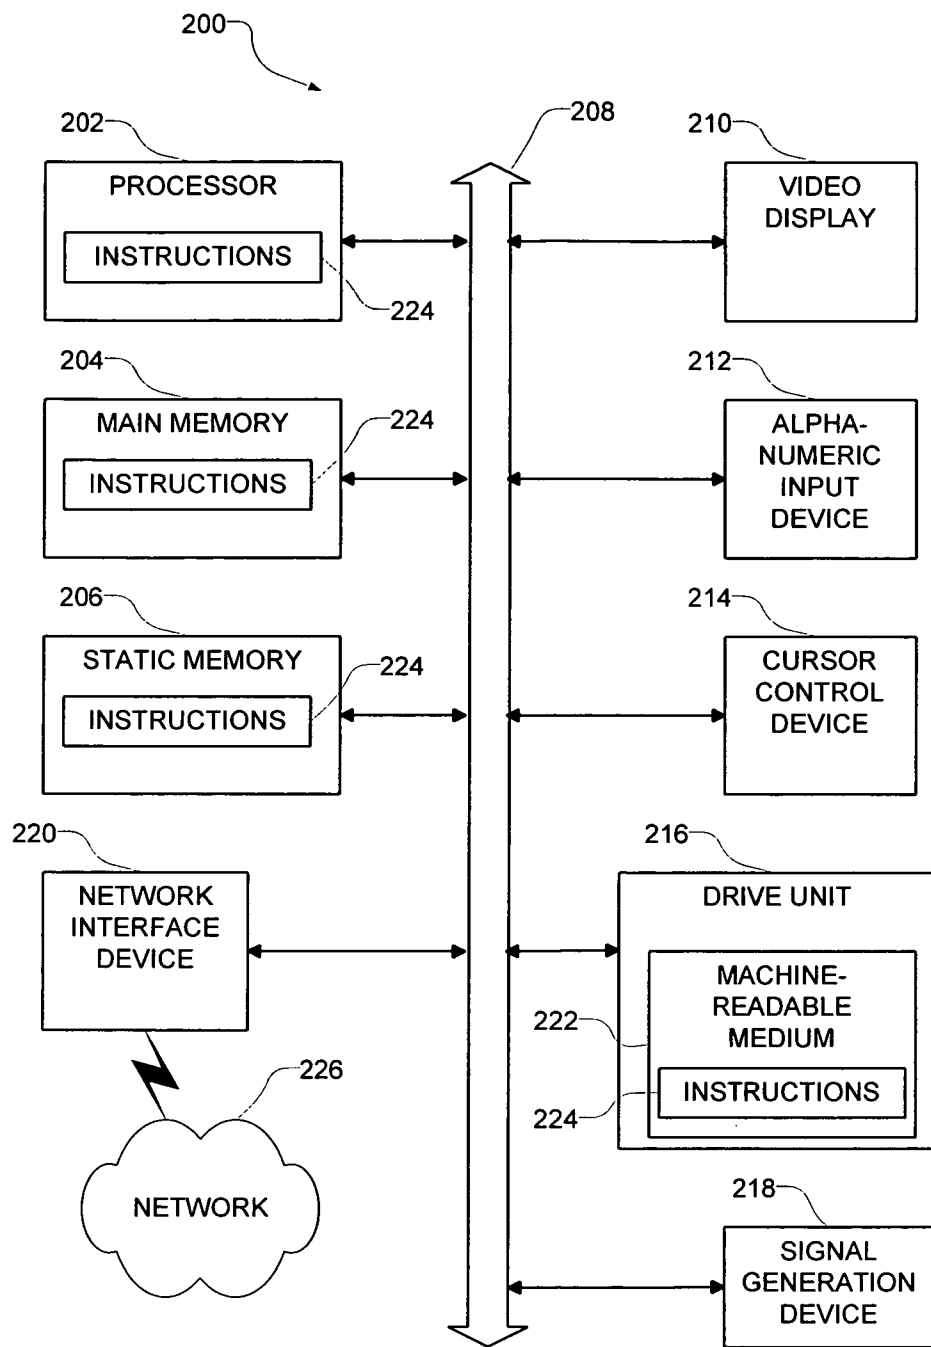 200
202
PROCESSOR
INSTRUCTIONS
224
208
210
VIDEO
DISPLAY
204
MAIN MEMORY
INSTRUCTIONS
224
212
ALPHA-
NUMERIC
INPUT
DEVICE
206
STATIC MEMORY
INSTRUCTIONS
224
214
CURSOR
CONTROL
DEVICE
220
NETWORK
INTERFACE
DEVICE
216
DRIVE UNIT
MACHINE-
READABLE
MEDIUM
222
INSTRUCTIONS
224
226
NETWORK
218
SIGNAL
GENERATION
DEVICE